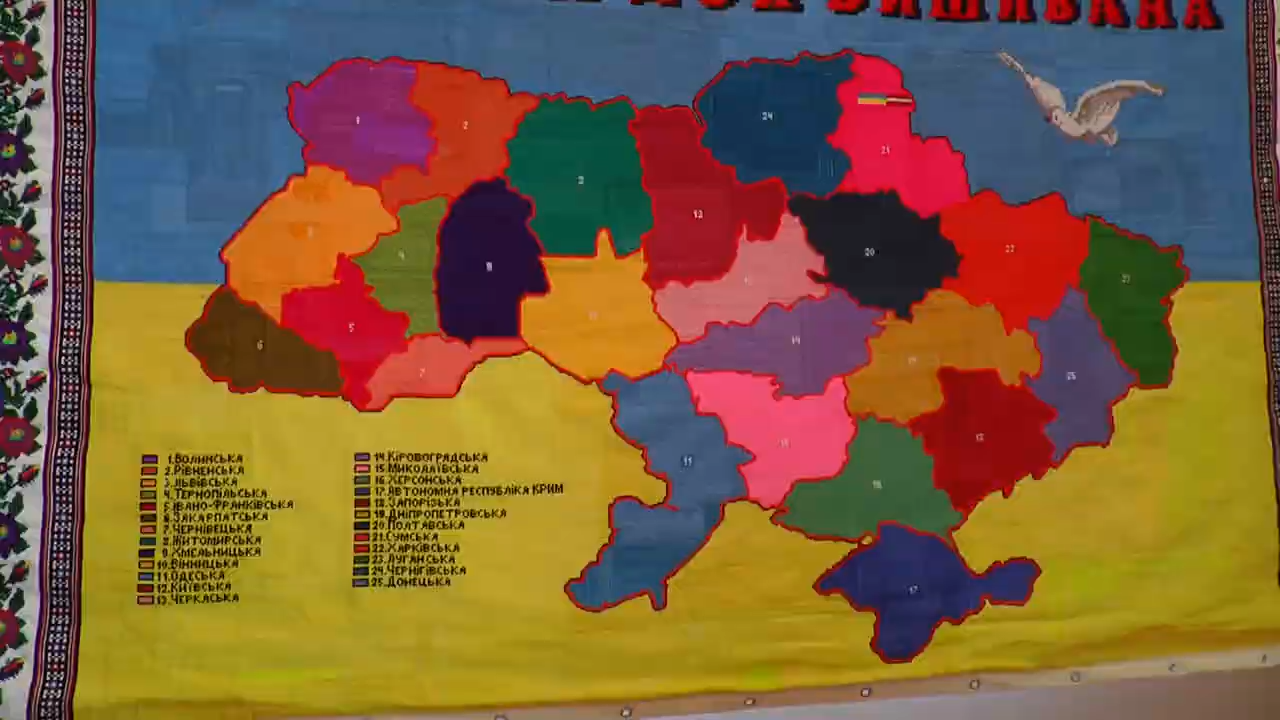 ВИШИВАНА
1.ВОЛИНСЬКА
2.РІВНЕНСЬКА
3.ЛЬВІВСЬКА
4.ТЕРНОПІЛЬСЬКА
5.ІВАНО-ФРАНКІВСЬКА
6.ЗАКАРПАТСЬКА
7.ЧЕРНІВЕЦЬКА
8.ЖИТОМИРСЬКА
9.ХМЕЛЬНИЦЬКА
10.ВІННИЦЬКА
11.ОДЕСЬКА
12.КИЇВСЬКА
13.ЧЕРКАСЬКА
14.КІРОВОГРАДСЬКА
15.МИКОЛАЇВСЬКА
16.ХЕРСОНСЬКА
17.АВТОНОМНА РЕСПУБЛІКА КРИМ
18.ЗАПОРІЗЬКА
19.ДНІПРОПЕТРОВСЬКА
20.ПОЛТАВСЬКА
21.СУМСЬКА
22.ХАРКІВСЬКА
23.ЛУГАНСЬКА
24.ЧЕРНІГІВСЬКА
25.ДОНЕЦЬКА